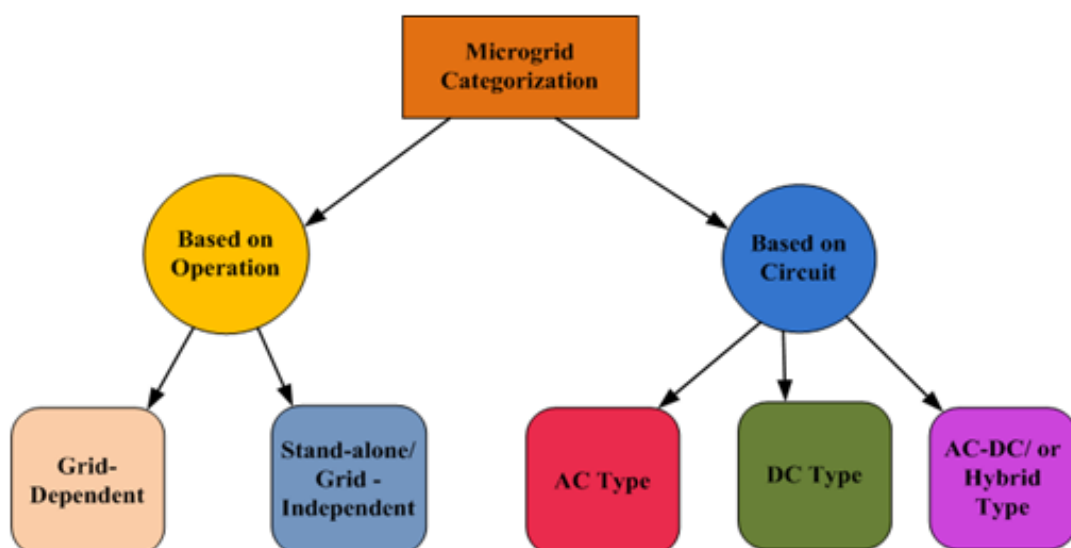 Microgrid
Categorization
Based on
Operation
Based on
Circuit
Grid-
Dependent
Stand-alone/
Grid -
Independent
AC Type
DC Type
AC-DC/ or
Hybrid
Type